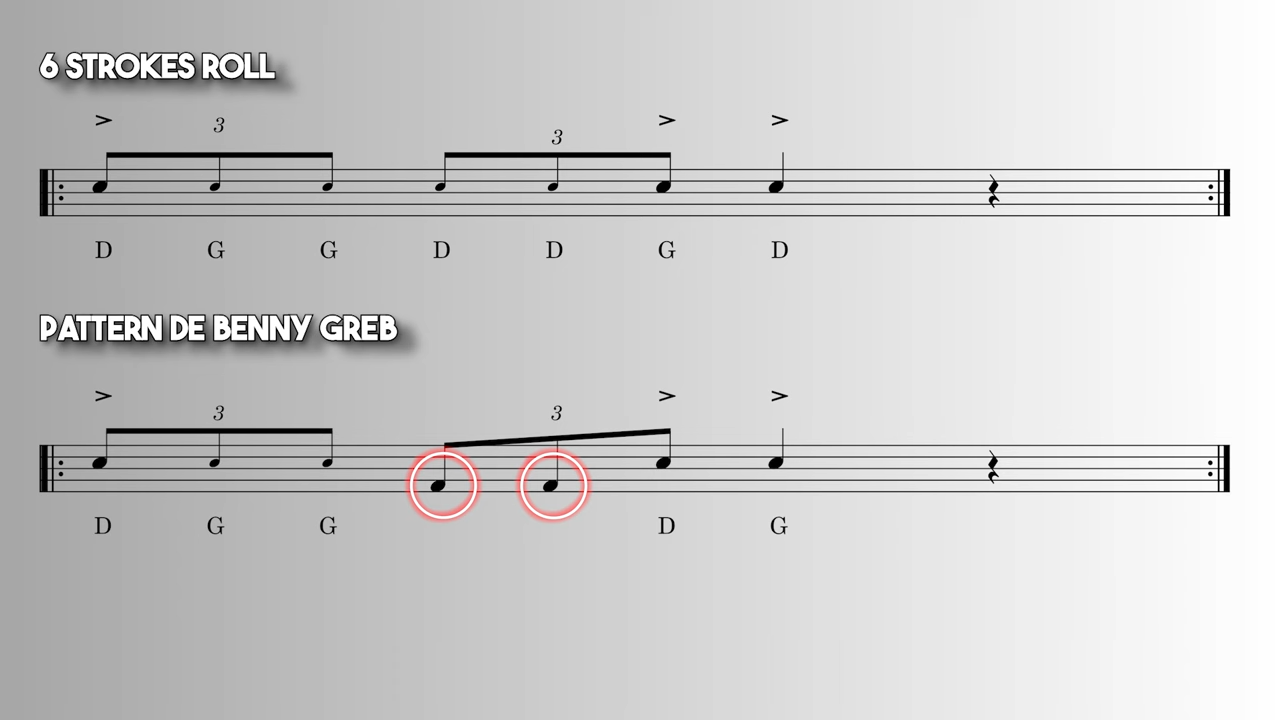 6 STROKES ROLL
> 3 3 > >
D G G D D G D
PATTERN DE BENNY GREB
> 3 3 > >
D G G D G